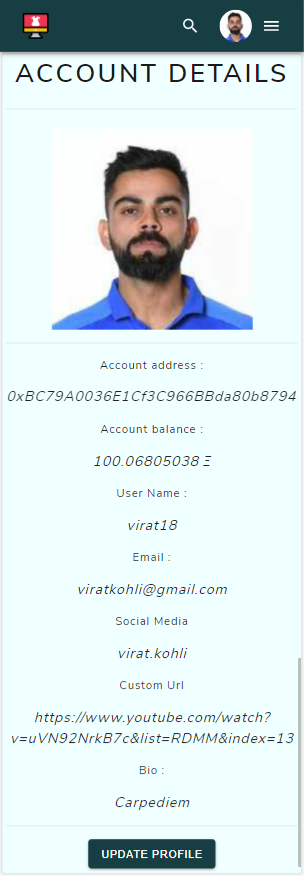 ACCOUNT DETAILS
Account address :
0xBC79A0036E1Cf3C966BBda80b8794
Account balance :
100.06805038 Ξ
User Name :
virat18
Email :
viratkohli@gmail.com
Social Media
virat.kohli
Custom Url
https://www.youtube.com/watch?
v=uVN92NrkB7c&list=RDMM&index=13
Bio :
Carpediem
UPDATE PROFILE